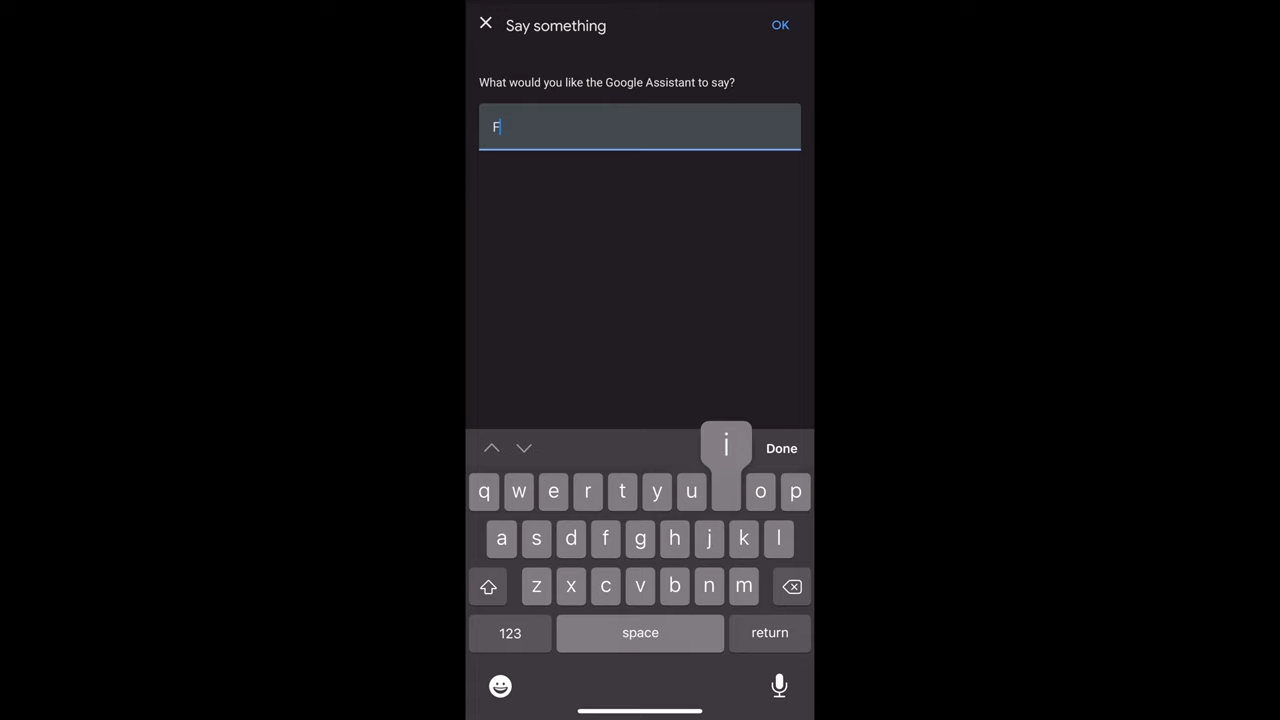 Say something OK
What would you like the Google Assistant to say?
F
i
Done
q w e r t y u o p
a s d f g h j k l
z x c v b n m
123 space return